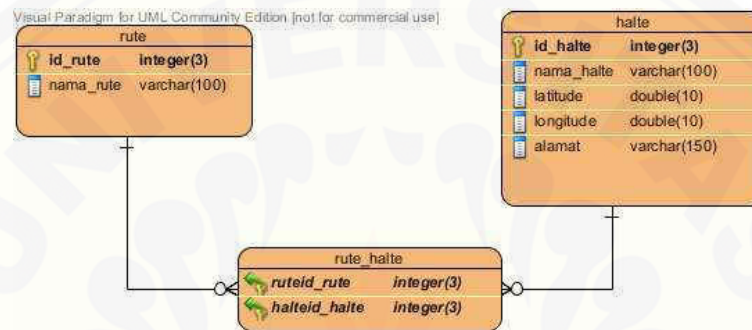 Visual Paradigm for UML Community Edition [not for commercial use]
rute
id_rute integer(3)
nama_rute varchar(100)
halte
id_halte integer(3)
nama_halte varchar(100)
latitude double(10)
longitude double(10)
alamat varchar(150)
rute_halte
ruteid_rute integer(3)
halteid_halte integer(3)